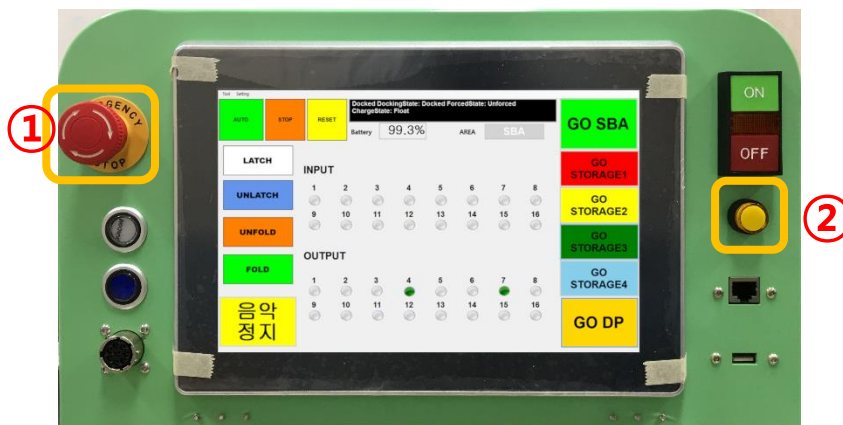 ①
EMERGENCY
STOP
Tool Setting
AUTO
STOP
RESET
Docked DockingState: Docked ForcedState: Unforced
ChargeState: Float
Battery 99.3% AREA SBA
LATCH
UNLATCH
UNFOLD
FOLD
음악
정지
INPUT
1 2 3 4 5 6 7 8
9 10 11 12 13 14 15 16
OUTPUT
1 2 3 4 5 6 7 8
9 10 11 12 13 14 15 16
GO SBA
GO
STORAGE1
GO
STORAGE2
GO
STORAGE3
GO
STORAGE4
GO DP
ON
OFF
②